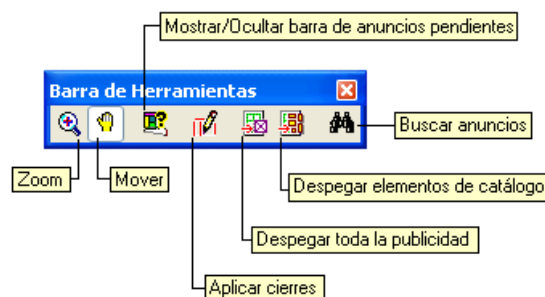 Mostrar/Ocultar barra de anuncios pendientes
Barra de Herramientas
Buscar anuncios
Zoom
Mover
Despegar elementos de catálogo
Despegar toda la publicidad
Aplicar cierres